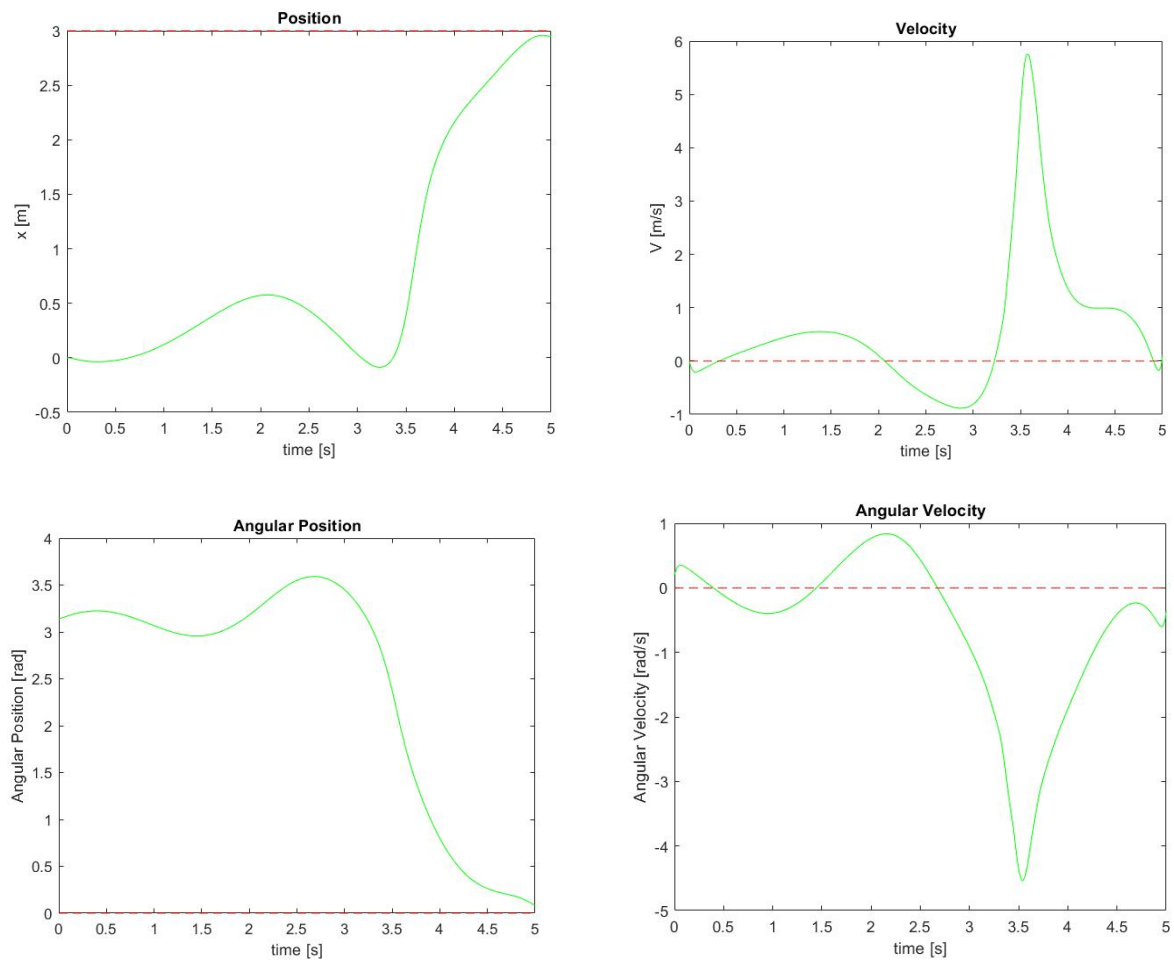 Position
3
2.5
2
1.5
1
0.5
0
-0.5
x [m]
0 0.5 1 1.5 2 2.5 3 3.5 4 4.5 5
time [s]
Velocity
6
5
4
3
2
1
0
-1
V [m/s]
0 0.5 1 1.5 2 2.5 3 3.5 4 4.5 5
time [s]
Angular Position
4
3.5
3
2.5
2
1.5
1
0.5
0
Angular Position [rad]
0 0.5 1 1.5 2 2.5 3 3.5 4 4.5 5
time [s]
Angular Velocity
1
0
-1
-2
-3
-4
-5
Angular Velocity [rad/s]
0 0.5 1 1.5 2 2.5 3 3.5 4 4.5 5
time [s]